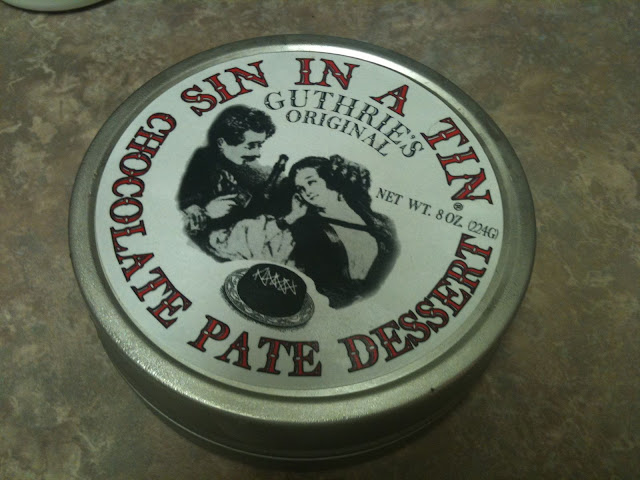 SIN IN A TIN®
GUTHRIE'S
ORIGINAL
NET WT. 8 OZ. (224G)
CHOCOLATE PATE DESSERT